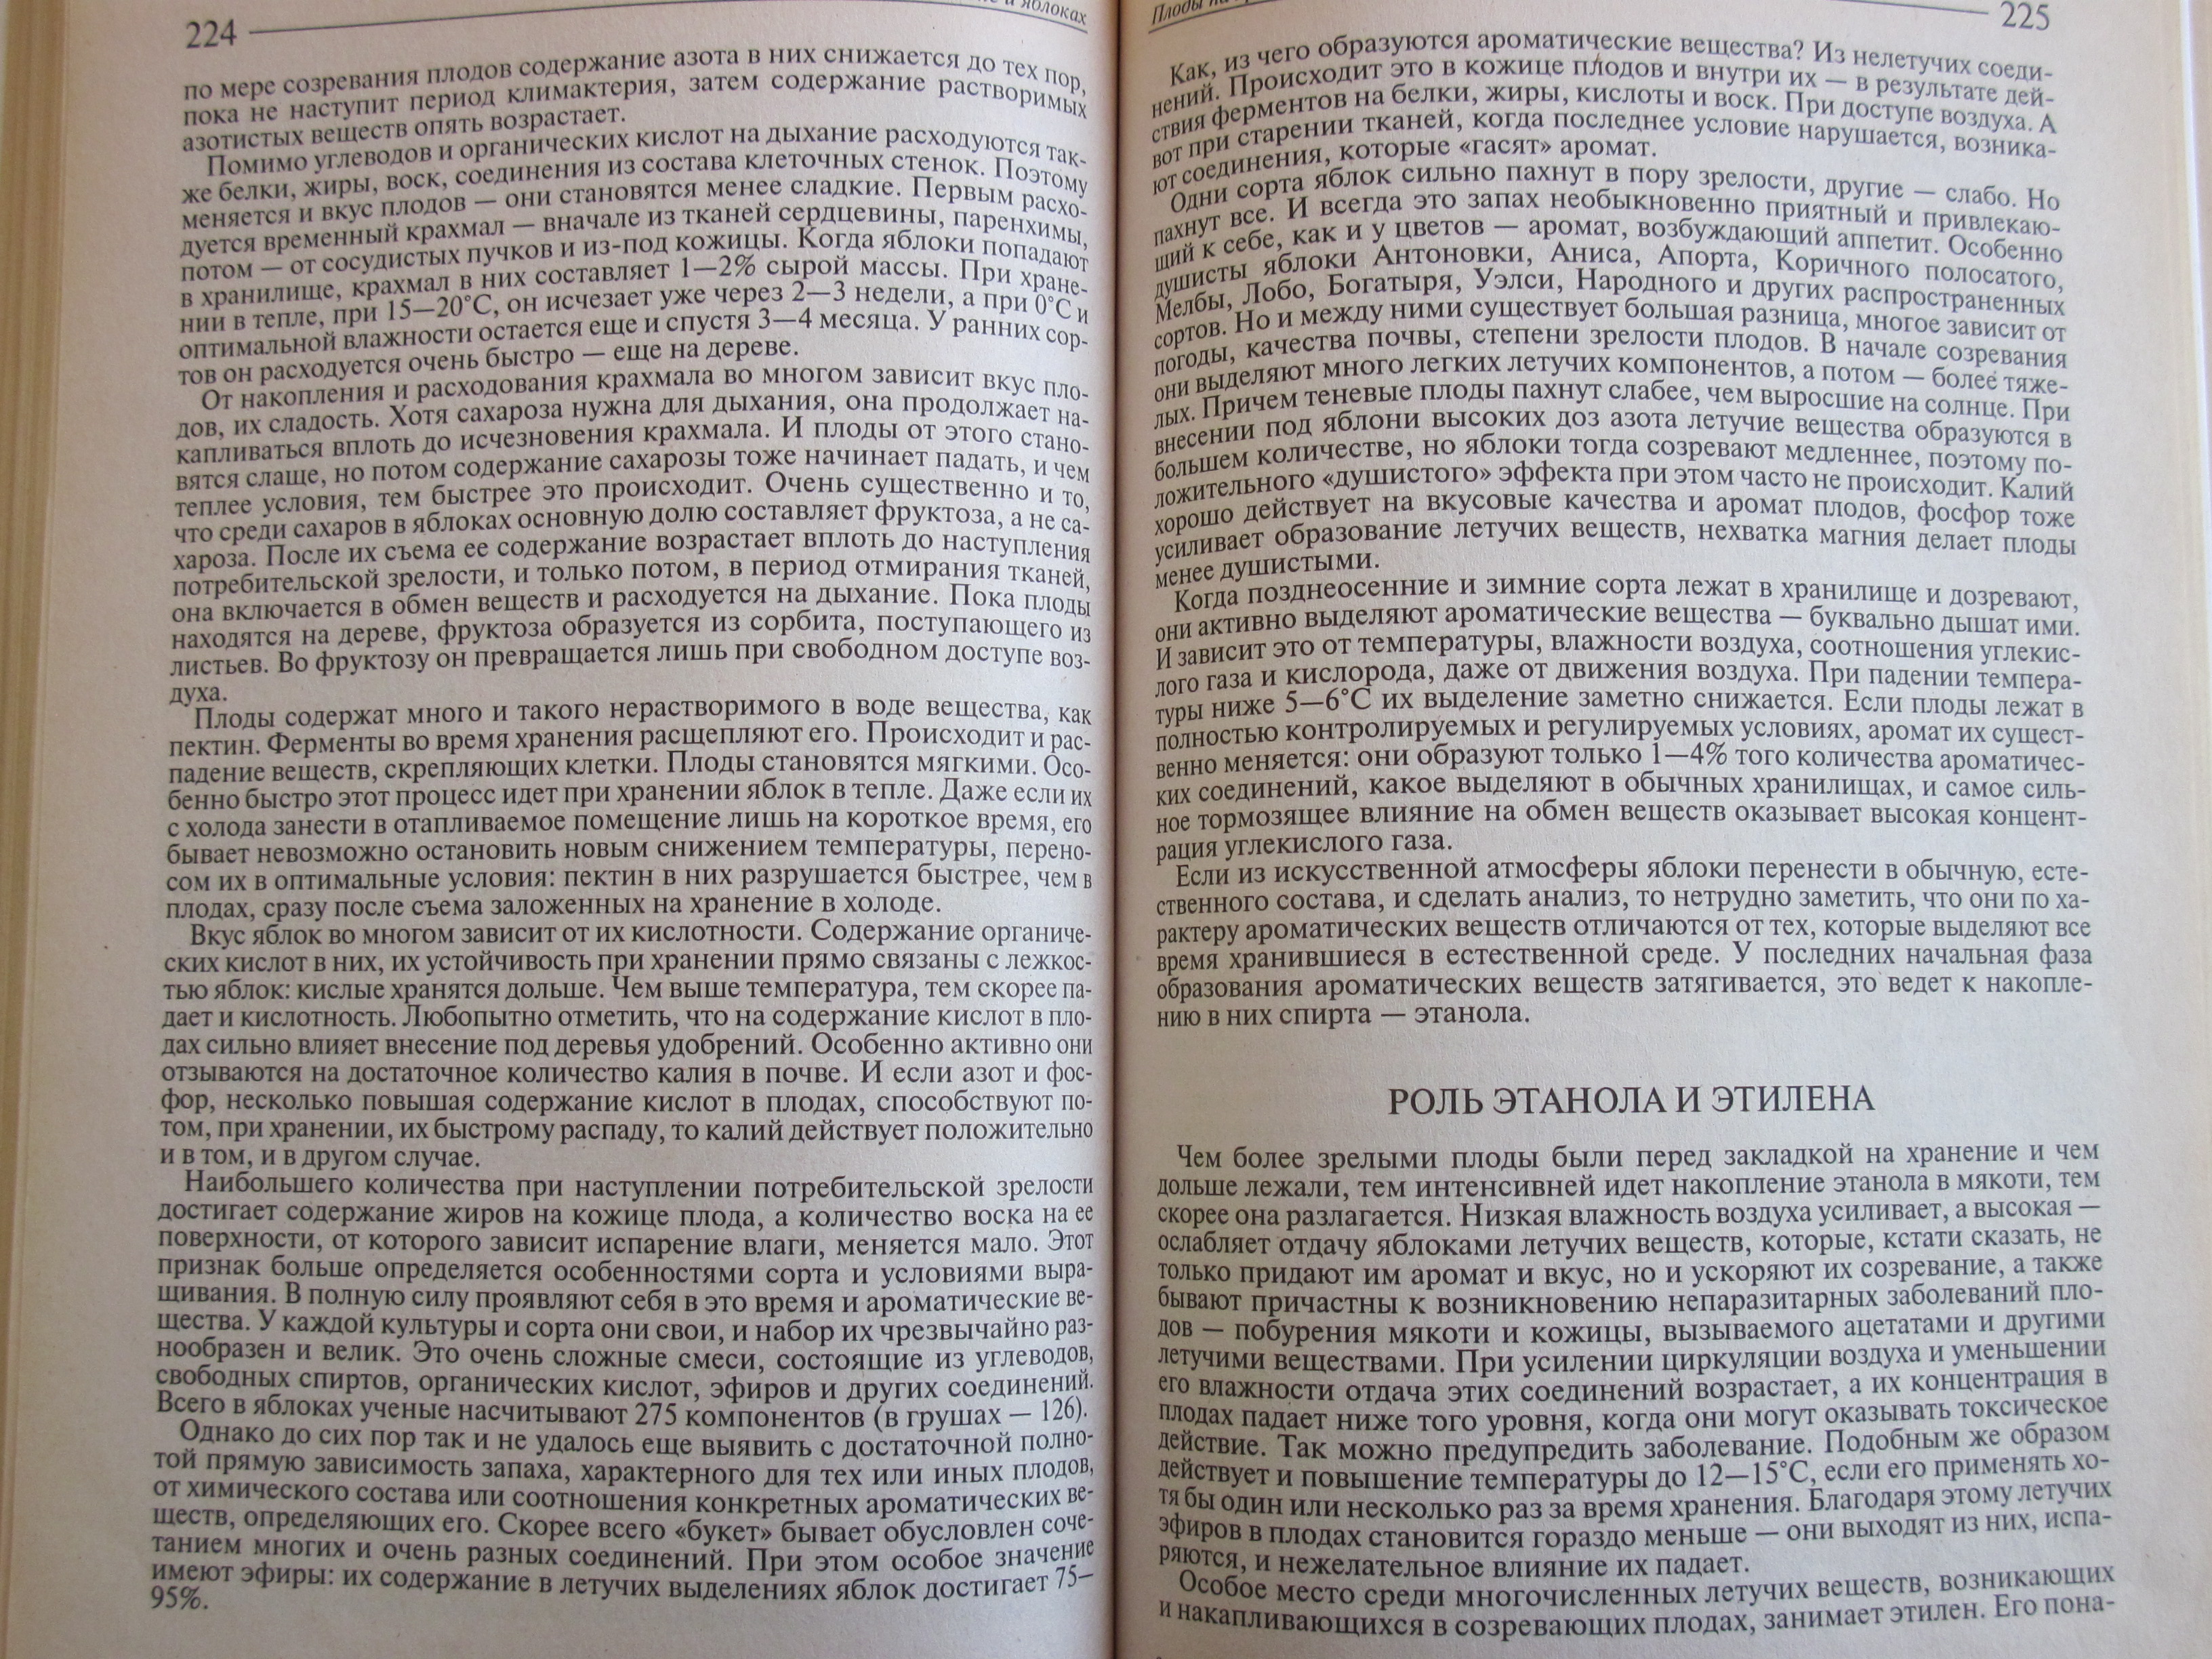 224
и яблоках
по мере созревания плодов содержание азота в них снижается до тех пор,
пока не наступит период климактерия, затем содержание растворимых
азотистых веществ опять возрастает.
Помимо углеводов и органических кислот на дыхание расходуются так-
же белки, жиры, воск, соединения из состава клеточных стенок. Поэтому
меняется и вкус плодов — они становятся менее сладкие. Первым расхо-
дуется временный крахмал — вначале из тканей сердцевины, паренхимы,
потом — от сосудистых пучков и из-под кожицы. Когда яблоки попадают
в хранилище, крахмал в них составляет 1—2% сырой массы. При хране-
нии в тепле, при 15—20°С, он исчезает уже через 2—3 недели, а при 0°С и
оптимальной влажности остается еще и спустя 3—4 месяца. У ранних сор-
тов он расходуется очень быстро — еще на дереве.
От накопления и расходования крахмала во многом зависит вкус пло-
дов, их сладость. Хотя сахароза нужна для дыхания, она продолжает на-
капливаться вплоть до исчезновения крахмала. И плоды от этого стано-
вятся слаще, но потом содержание сахарозы тоже начинает падать, и чем
теплее условия, тем быстрее это происходит. Очень существенно и то,
что среди сахаров в яблоках основную долю составляет фруктоза, а не са-
хароза. После их съема ее содержание возрастает вплоть до наступления
потребительской зрелости, и только потом, в период отмирания тканей,
она включается в обмен веществ и расходуется на дыхание. Пока плоды
находятся на дереве, фруктоза образуется из сорбита, поступающего из
листьев. Во фруктозу он превращается лишь при свободном доступе воз-
духа.
Плоды содержат много и такого нерастворимого в воде вещества, как
пектин. Ферменты во время хранения расщепляют его. Происходит и рас-
падение веществ, скрепляющих клетки. Плоды становятся мягкими. Осо-
бенно быстро этот процесс идет при хранении яблок в тепле. Даже если их
с холода занести в отапливаемое помещение лишь на короткое время, его
бывает невозможно остановить новым снижением температуры, перено-
сом их в оптимальные условия: пектин в них разрушается быстрее, чем в
плодах, сразу после съема заложенных на хранение в холоде.
Вкус яблок во многом зависит от их кислотности. Содержание органиче-
ских кислот в них, их устойчивость при хранении прямо связаны с лежкос-
тью яблок: кислые хранятся дольше. Чем выше температура, тем скорее па-
дает и кислотность. Любопытно отметить, что на содержание кислот в пло-
дах сильно влияет внесение под деревья удобрений. Особенно активно они
отзываются на достаточное количество калия в почве. И если азот и фос-
фор, несколько повышая содержание кислот в плодах, способствуют по-
том, при хранении, их быстрому распаду, то калий действует положительно
и в том, и в другом случае.
Наибольшего количества при наступлении потребительской зрелости
достигает содержание жиров на кожице плода, а количество воска на ее
поверхности, от которого зависит испарение влаги, меняется мало. Этот
признак больше определяется особенностями сорта и условиями выра-
щивания. В полную силу проявляют себя в это время и ароматические ве-
щества. У каждой культуры и сорта они свои, и набор их чрезвычайно раз-
нообразен и велик. Это очень сложные смеси, состоящие из углеводов,
свободных спиртов, органических кислот, эфиров и других соединений.
Всего в яблоках ученые насчитывают 275 компонентов (в грушах — 126).
Однако до сих пор так и не удалось еще выявить с достаточной полно-
той прямую зависимость запаха, характерного для тех или иных плодов,
от химического состава или соотношения конкретных ароматических ве-
ществ, определяющих его. Скорее всего «букет» бывает обусловлен соче-
танием многих и очень разных соединений. При этом особое значение
имеют эфиры: их содержание в летучих выделениях яблок достигает 75—
95%.
Плоды
225
Как, из чего образуются ароматические вещества? Из нелетучих соеди-
нений. Происходит это в кожице плодов и внутри их — в результате дей-
ствия ферментов на белки, жиры, кислоты и воск. При доступе воздуха. А
вот при старении тканей, когда последнее условие нарушается, возника-
ют соединения, которые «гасят» аромат.
Одни сорта яблок сильно пахнут в пору зрелости, другие — слабо. Но
пахнут все. И всегда это запах необыкновенно приятный и привлекаю-
щий к себе, как и у цветов — аромат, возбуждающий аппетит. Особенно
душисты яблоки Антоновки, Аниса, Апорта, Коричного полосатого,
Мелбы, Лобо, Богатыря, Уэлси, Народного и других распространенных
сортов. Но и между ними существует большая разница, многое зависит от
погоды, качества почвы, степени зрелости плодов. В начале созревания
они выделяют много легких летучих компонентов, а потом — более тяже-
лых. Причем теневые плоды пахнут слабее, чем выросшие на солнце. При
внесении под яблони высоких доз азота летучие вещества образуются в
большем количестве, но яблоки тогда созревают медленнее, поэтому по-
ложительного «душистого» эффекта при этом часто не происходит. Калий
хорошо действует на вкусовые качества и аромат плодов, фосфор тоже
усиливает образование летучих веществ, нехватка магния делает плоды
менее душистыми.
Когда позднеосенние и зимние сорта лежат в хранилище и дозревают,
они активно выделяют ароматические вещества — буквально дышат ими.
И зависит это от температуры, влажности воздуха, соотношения углекис-
лого газа и кислорода, даже от движения воздуха. При падении темпера-
туры ниже 5—6°С их выделение заметно снижается. Если плоды лежат в
полностью контролируемых и регулируемых условиях, аромат их сущест-
венно меняется: они образуют только 1—4% того количества ароматичес-
ких соединений, какое выделяют в обычных хранилищах, и самое силь-
ное тормозящее влияние на обмен веществ оказывает высокая концент-
рация углекислого газа.
Если из искусственной атмосферы яблоки перенести в обычную, есте-
ственного состава, и сделать анализ, то нетрудно заметить, что они по ха-
рактеру ароматических веществ отличаются от тех, которые выделяют все
время хранившиеся в естественной среде. У последних начальная фаза
образования ароматических веществ затягивается, это ведет к накопле-
нию в них спирта — этанола.
РОЛЬ ЭТАНОЛА И ЭТИЛЕНА
Чем более зрелыми плоды были перед закладкой на хранение и чем
дольше лежали, тем интенсивней идет накопление этанола в мякоти, тем
скорее она разлагается. Низкая влажность воздуха усиливает, а высокая —
ослабляет отдачу яблоками летучих веществ, которые, кстати сказать, не
только придают им аромат и вкус, но и ускоряют их созревание, а также
бывают причастны к возникновению непаразитарных заболеваний пло-
дов — побурения мякоти и кожицы, вызываемого ацетатами и другими
летучими веществами. При усилении циркуляции воздуха и уменьшении
его влажности отдача этих соединений возрастает, а их концентрация в
плодах падает ниже того уровня, когда они могут оказывать токсическое
действие. Так можно предупредить заболевание. Подобным же образом
действует и повышение температуры до 12—15°С, если его применять хо-
тя бы один или несколько раз за время хранения. Благодаря этому летучих
эфиров в плодах становится гораздо меньше — они выходят из них, испа-
ряются, и нежелательное влияние их падает.
Особое место среди многочисленных летучих веществ, возникающих
и накапливающихся в созревающих плодах, занимает этилен. Его пона-